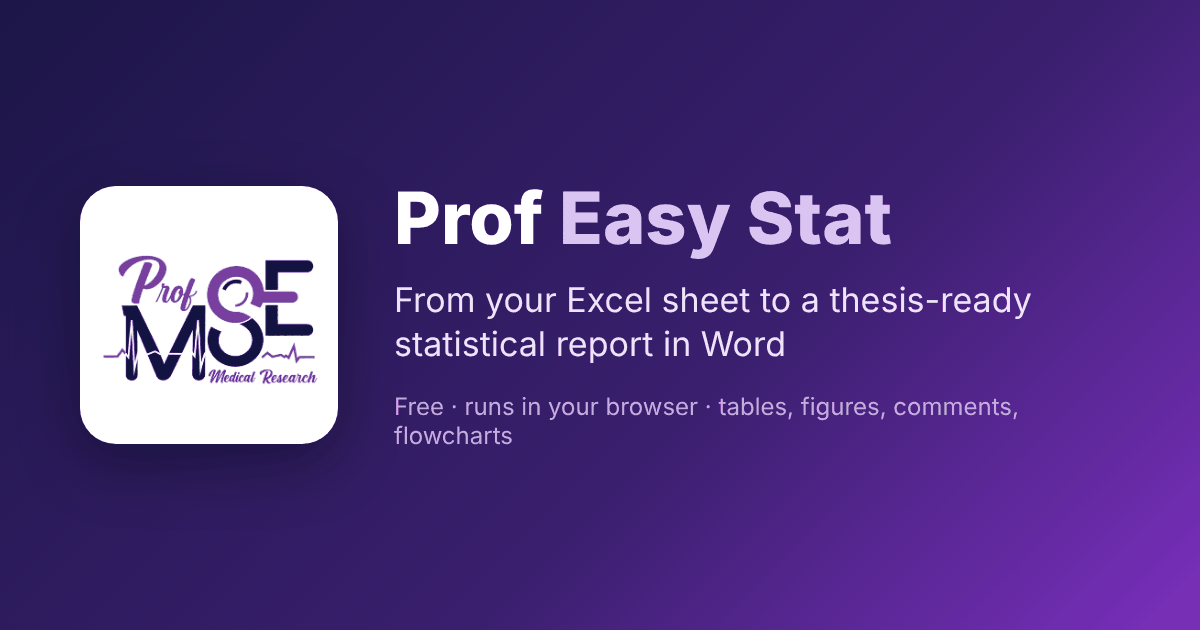 Prof
MSE
Medical Research
Prof Easy Stat
From your Excel sheet to a thesis-ready
statistical report in Word
Free · runs in your browser · tables, figures, comments,
flowcharts